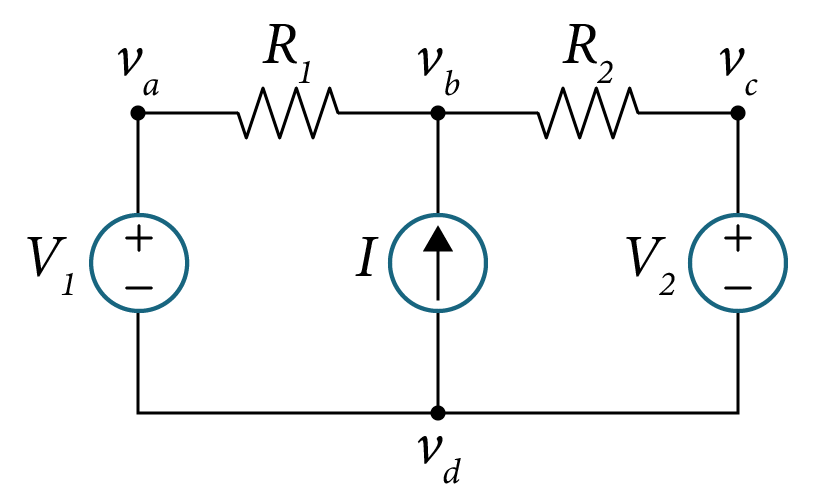 v_a R_1 v_b R_2 v_c
V_1 + − I V_2 + −
v_d